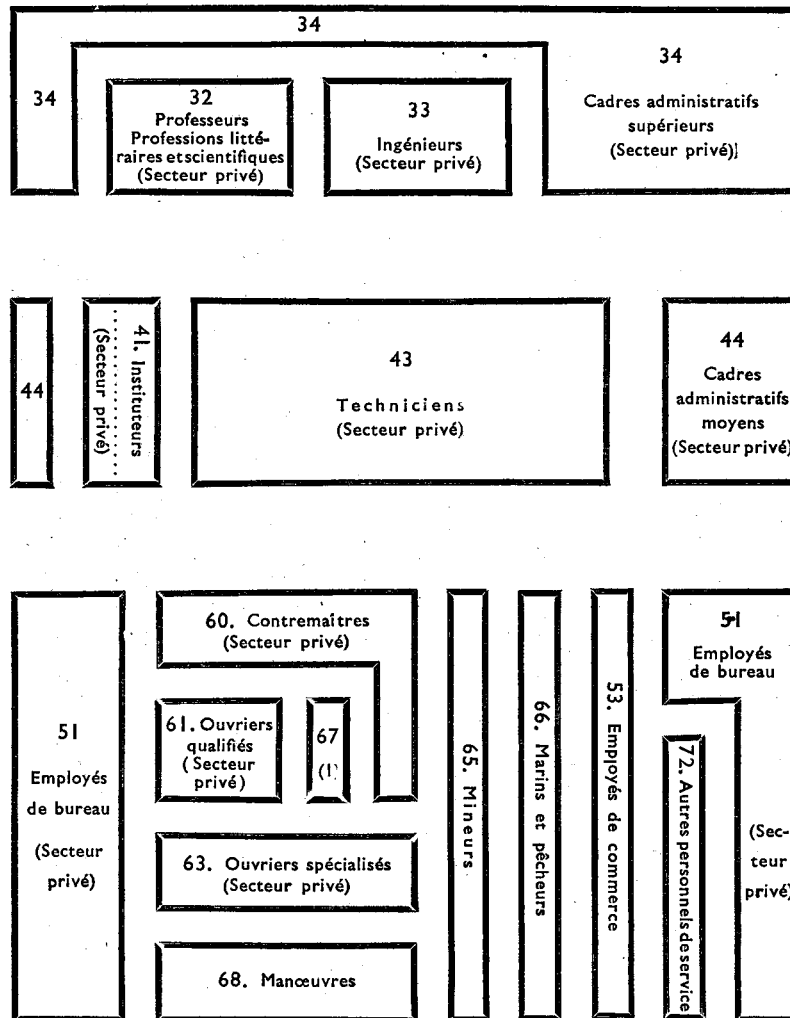 34
34
34
Cadres administratifs
supérieurs
(Secteur privé)]
32
Professeurs
Professions litté-
raires et scientifiques
(Secteur privé)
33
Ingénieurs
(Secteur privé)
44
41. Instituteurs
(Secteur privé)
43
Techniciens
(Secteur privé)
44
Cadres
administratifs
moyens
(Secteur privé)
51
Employés
de bureau
(Secteur
privé)
60. Contremaîtres
(Secteur privé)
61. Ouvriers
qualifiés
(Secteur
privé)
67
(1)
63. Ouvriers spécialisés
(Secteur privé)
68. Manœuvres
65. Mineurs
66. Marins et pêcheurs
53. Employés de commerce
51
Employés
de bureau
72. Autres personnels de service
(Sec-
teur
privé)